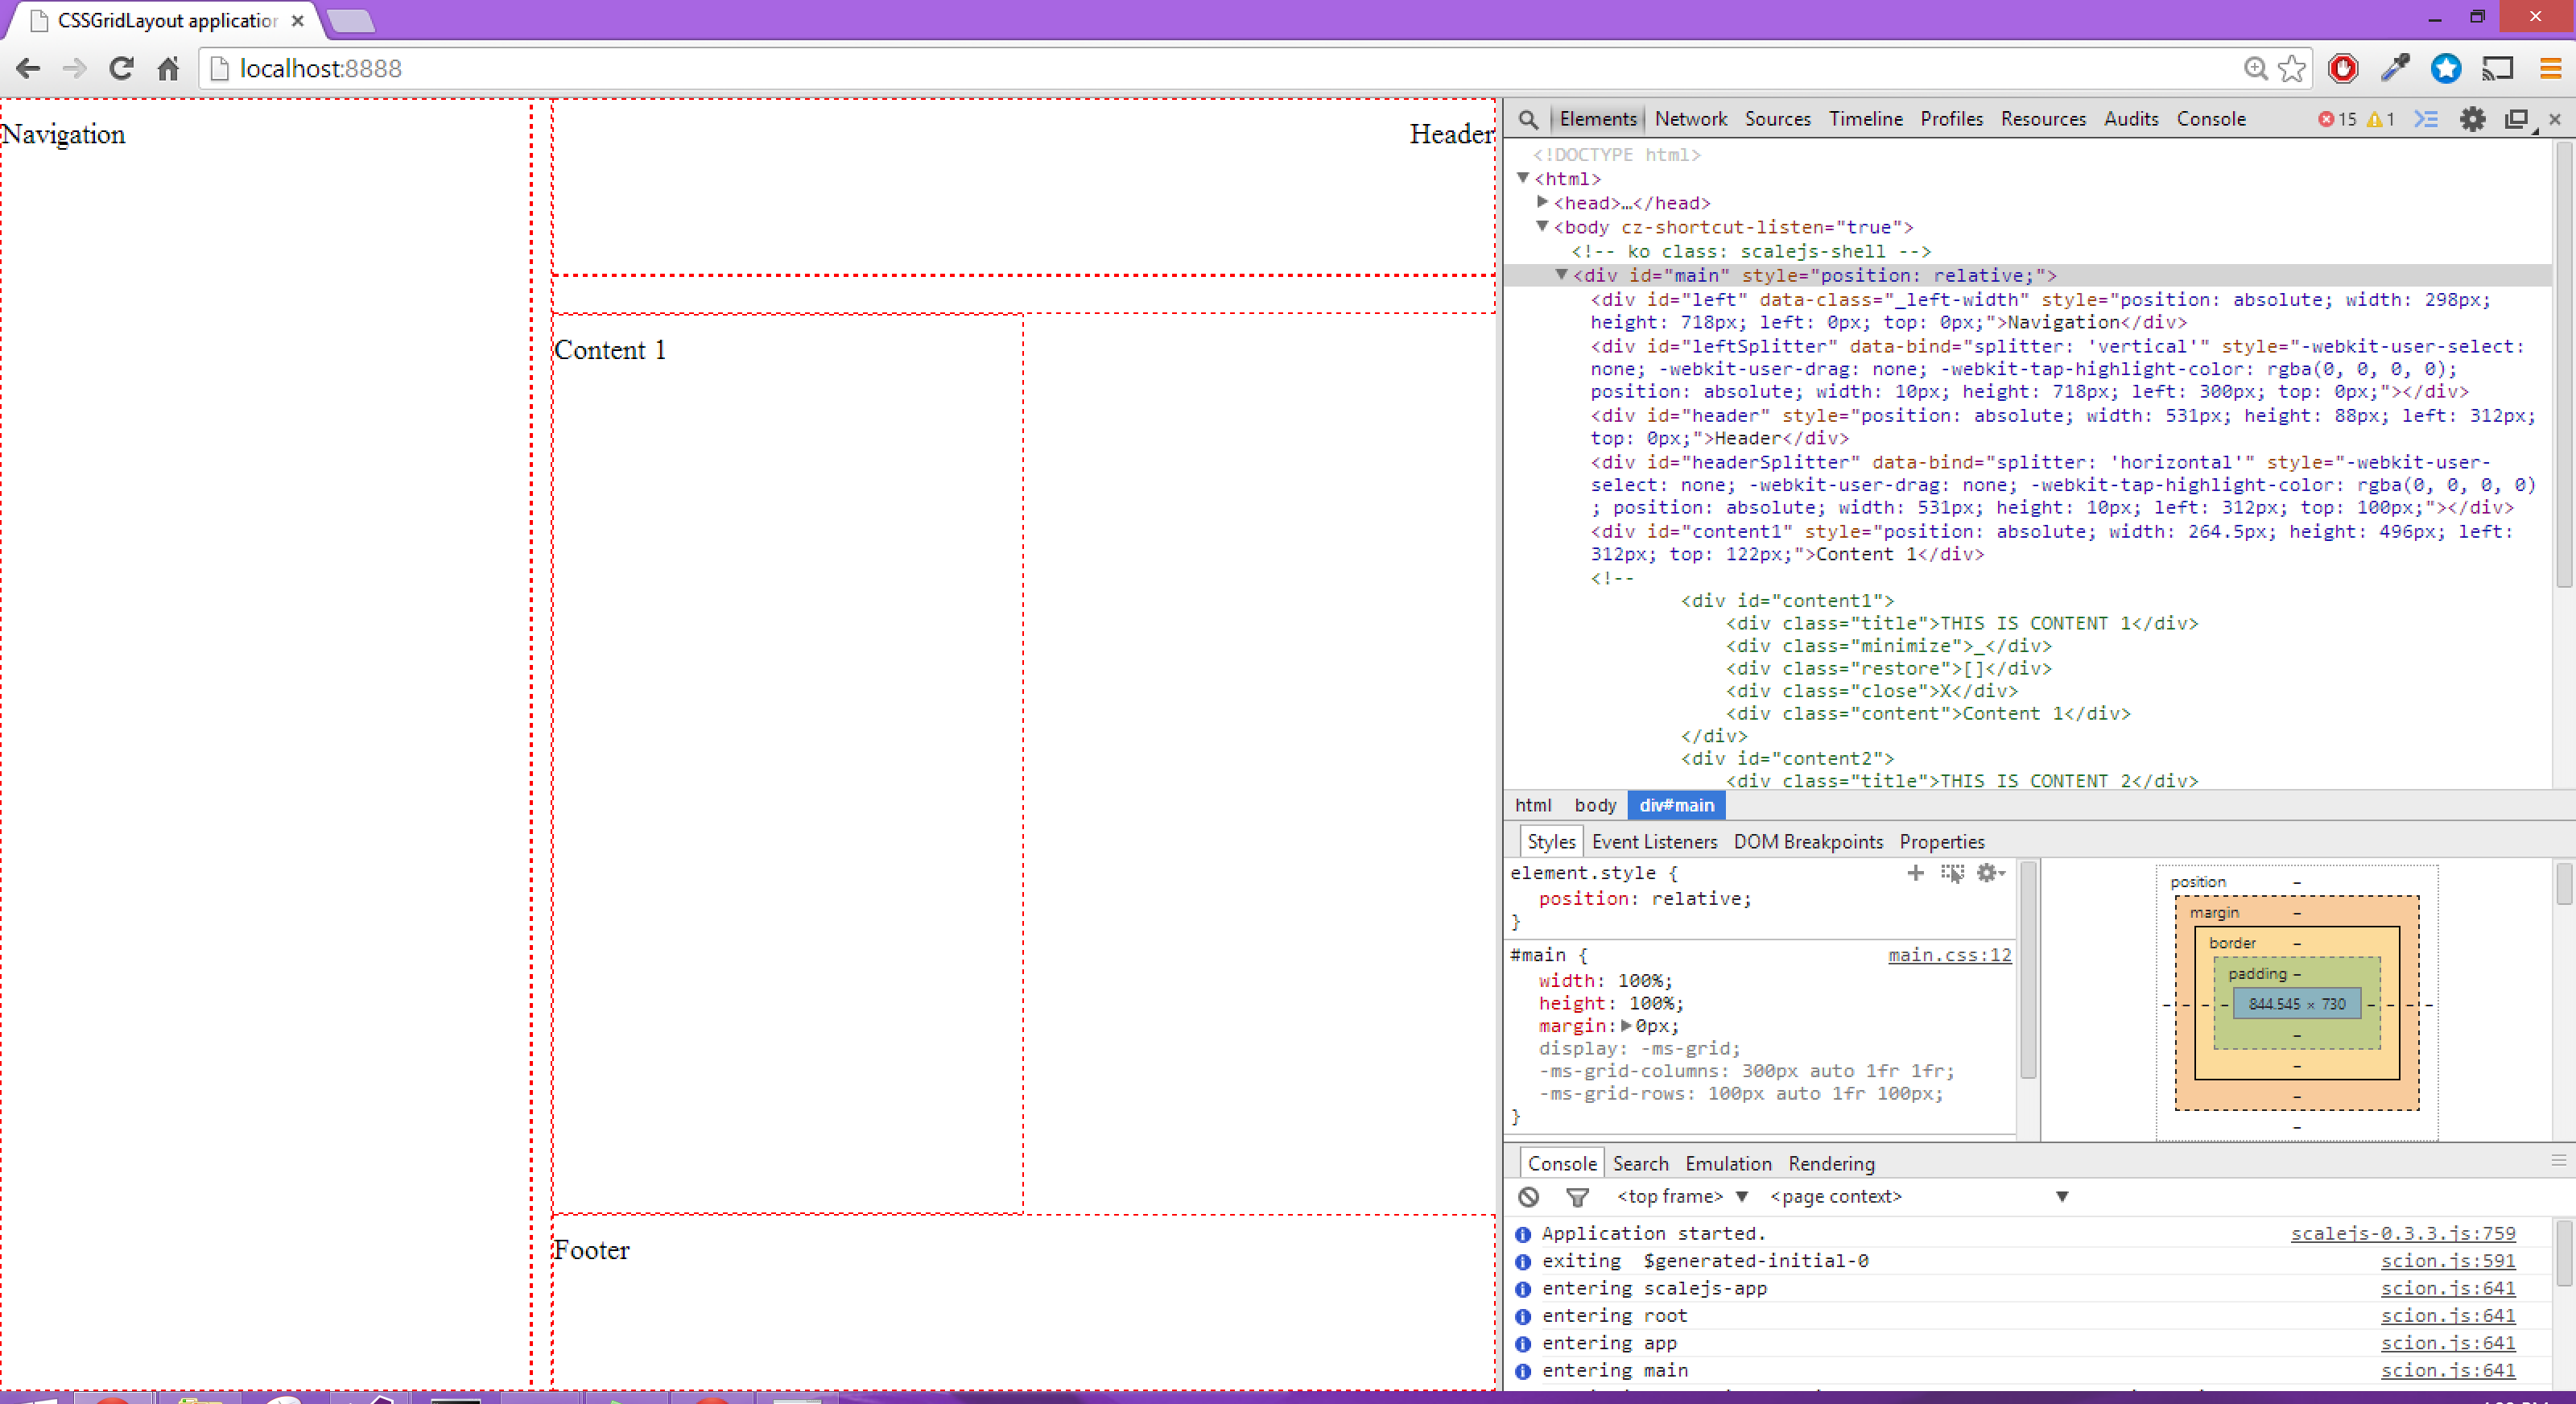 CSSGridLayout application
localhost:8888
Navigation
Header
Content 1
Footer
Elements Network Sources Timeline Profiles Resources Audits Console 15 1
<!DOCTYPE html>
<html>
<head>…</head>
<body cz-shortcut-listen="true">
<!-- ko class: scalejs-shell -->
<div id="main" style="position: relative;">
<div id="left" data-class="_left-width" style="position: absolute; width: 298px;
height: 718px; left: 0px; top: 0px;">Navigation</div>
<div id="leftSplitter" data-bind="splitter: 'vertical'" style="-webkit-user-select:
none; -webkit-user-drag: none; -webkit-tap-highlight-color: rgba(0, 0, 0, 0);
position: absolute; width: 10px; height: 718px; left: 300px; top: 0px;"></div>
<div id="header" style="position: absolute; width: 531px; height: 88px; left: 312px;
top: 0px;">Header</div>
<div id="headerSplitter" data-bind="splitter: 'horizontal'" style="-webkit-user-
select: none; -webkit-user-drag: none; -webkit-tap-highlight-color: rgba(0, 0, 0, 0)
; position: absolute; width: 531px; height: 10px; left: 312px; top: 100px;"></div>
<div id="content1" style="position: absolute; width: 264.5px; height: 496px; left:
312px; top: 122px;">Content 1</div>
<!--
<div id="content1">
<div class="title">THIS IS CONTENT 1</div>
<div class="minimize">_</div>
<div class="restore">[]</div>
<div class="close">X</div>
<div class="content">Content 1</div>
</div>
<div id="content2">
<div class="title">THIS IS CONTENT 2</div>
html body div#main
Styles Event Listeners DOM Breakpoints Properties
element.style {
position: relative;
}
#main { main.css:12
width: 100%;
height: 100%;
margin: 0px;
display: -ms-grid;
-ms-grid-columns: 300px auto 1fr 1fr;
-ms-grid-rows: 100px auto 1fr 100px;
}
position –
margin –
border –
padding –
844.545 × 730
Console Search Emulation Rendering
<top frame> <page context>
Application started. scalejs-0.3.3.js:759
exiting $generated-initial-0 scion.js:591
entering scalejs-app scion.js:641
entering root scion.js:641
entering app scion.js:641
entering main scion.js:641